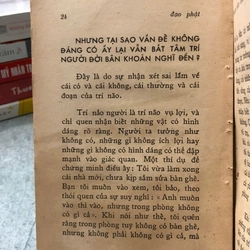 24
đạo phật
NHƯNG TẠI SAO VẤN ĐỀ KHÔNG
ĐÁNG CÓ ẤY LẠI VẪN BẮT TÂM TRÍ
NGƯỜI ĐỜI BĂN KHOĂN NGHĨ ĐẾN ?
Đây là do sự nhận xét sai lầm về
cái có và cái không, cái thường và cái
đoạn của trí não.
Trí não người là trí não vụ lợi, và
chỉ quen nhận biết những vật có hình
dáng rõ ràng. Người ta tưởng như
không có, những gì không ích lợi hay
những gì không có hình dáng có thể đập
mạnh vào giác quan. Một thí dụ để
chứng minh điều ấy : Tôi vừa làm xong
cái nhà mới, chưa kịp sắm sửa bàn ghế.
Bạn tôi muốn vào xem, tôi bảo, theo
thói quen của sự suy nghĩ : « Anh muốn
vào thì vào, nhưng trong phòng không
có gì cả ». Khi nói như thế, tôi quên
rằng trong phòng tuy không có bàn ghế,
nhưng không phải không có gì cả, mà
MỸ NHÂN